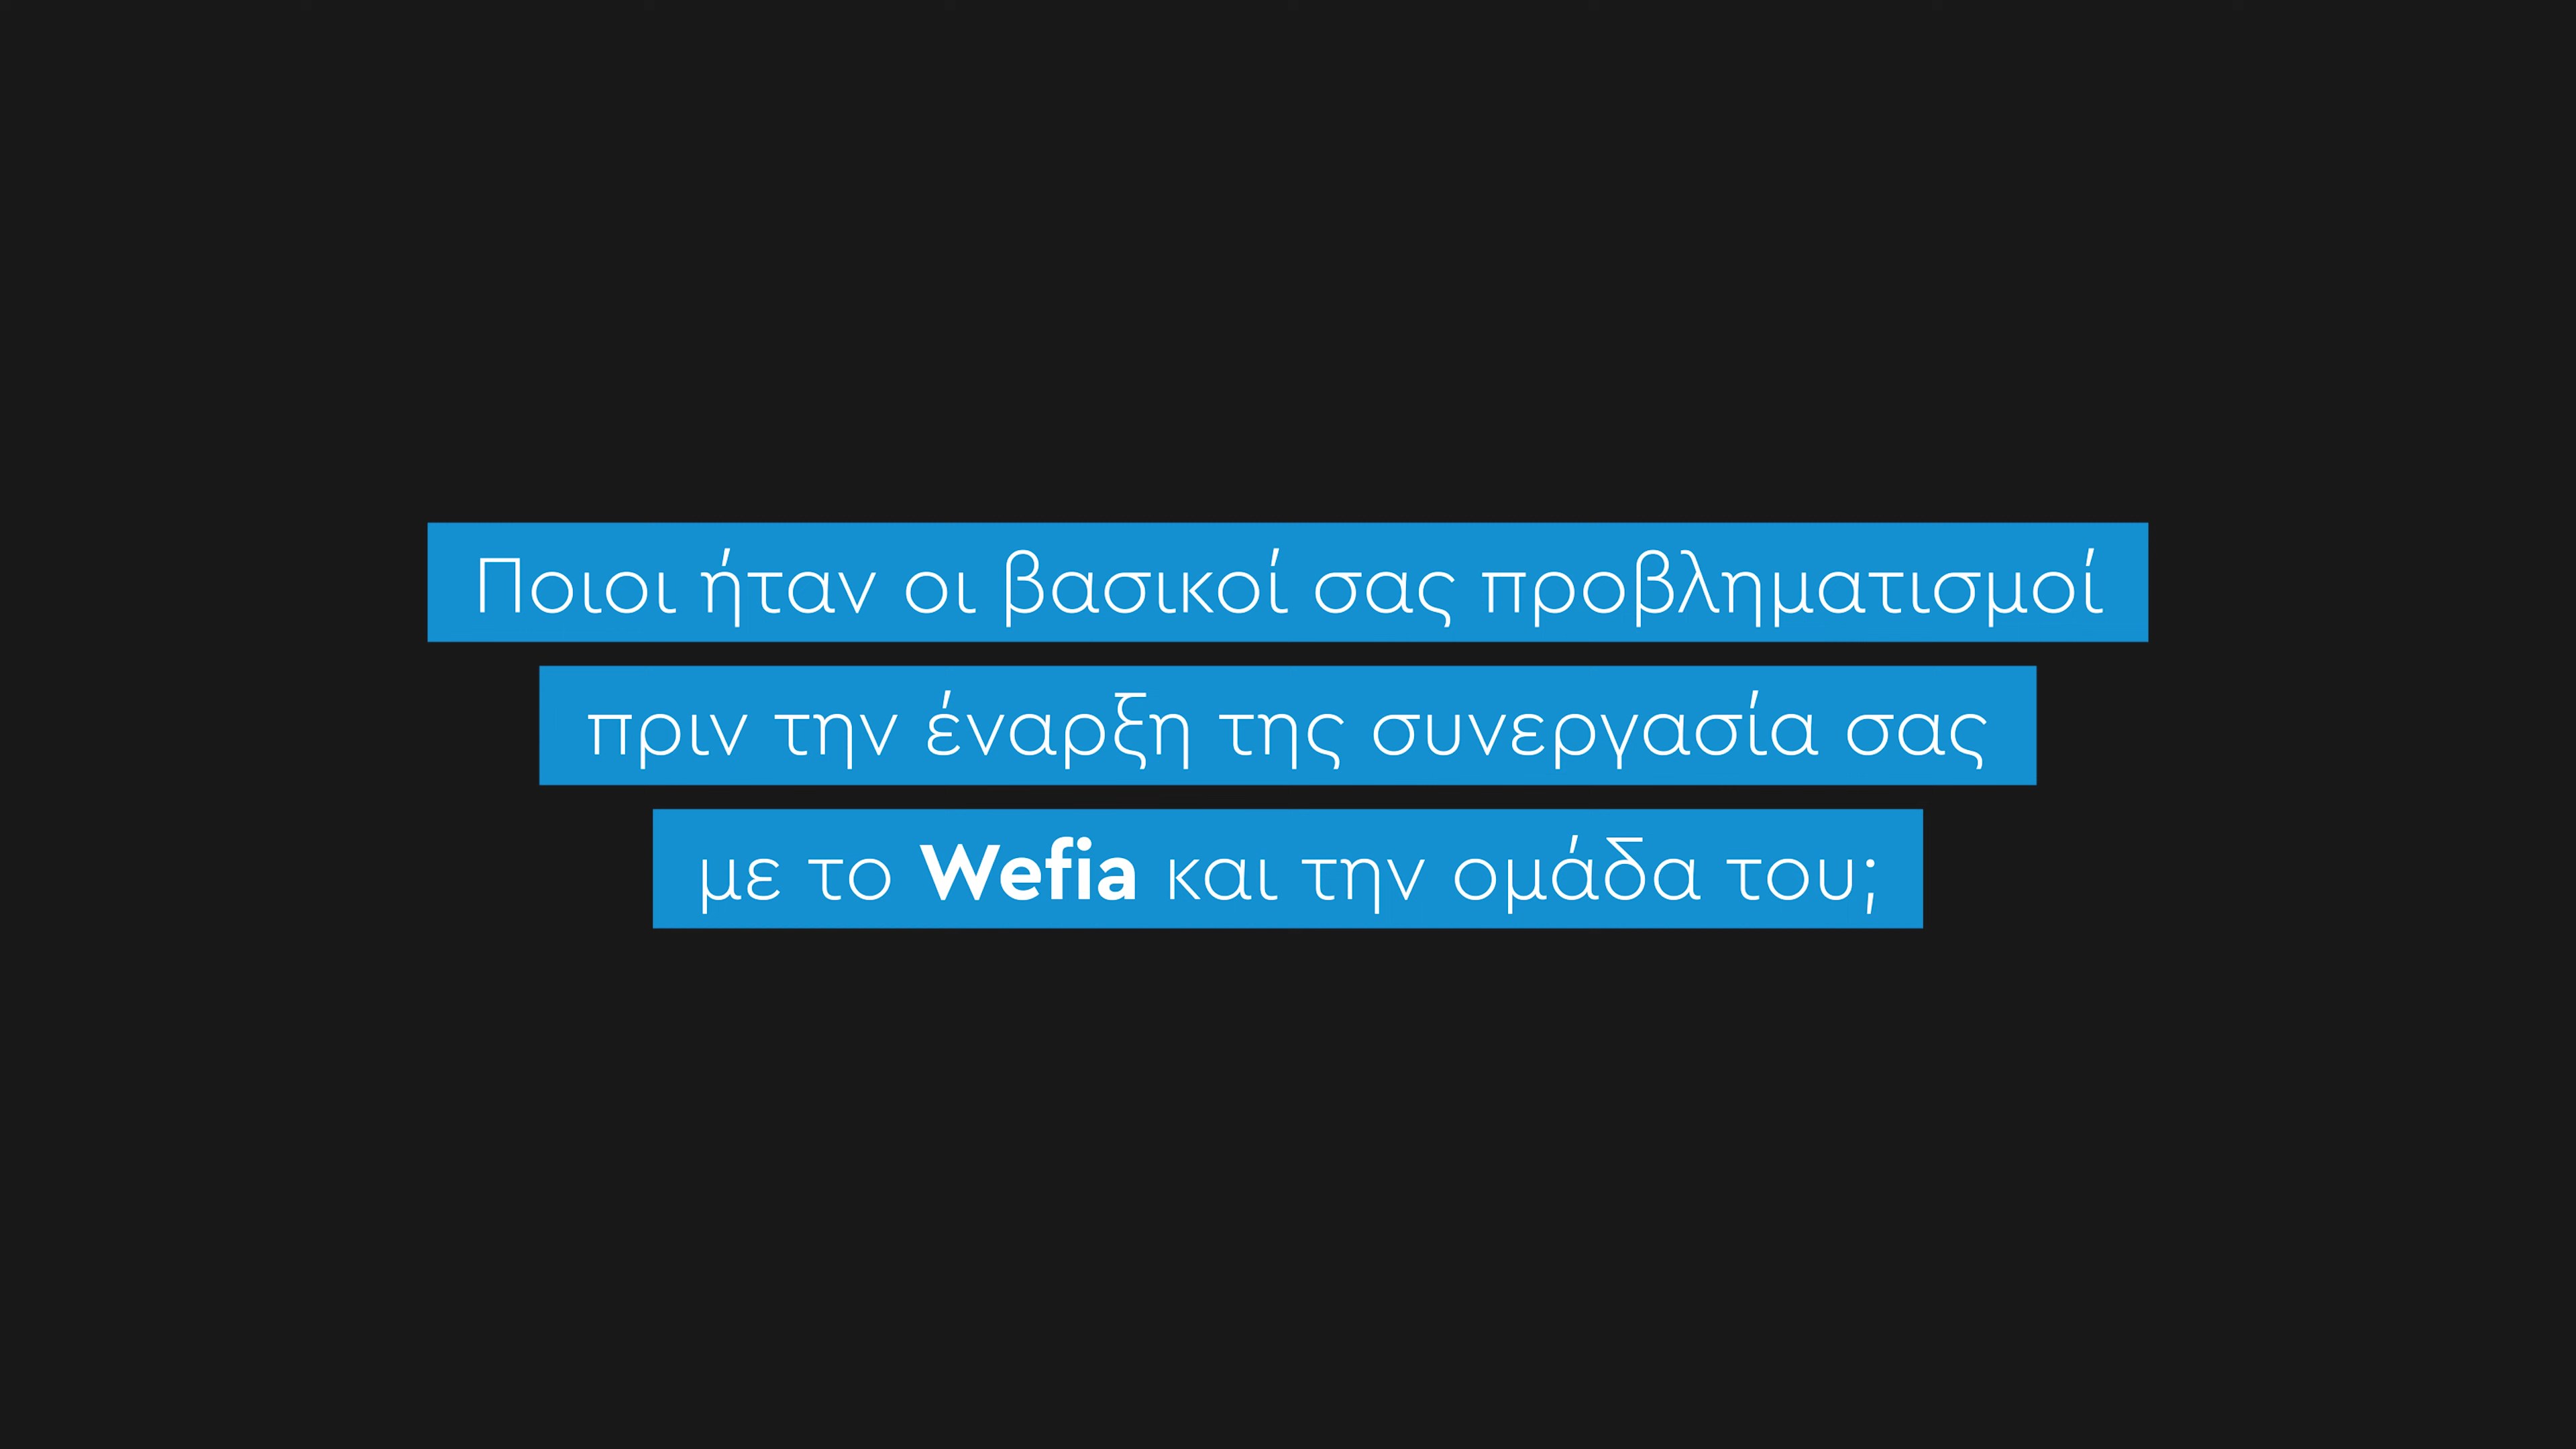 Ποιοι ήταν οι βασικοί σας προβληματισμοί
πριν την έναρξη της συνεργασία σας
με το Wefia και την ομάδα του;